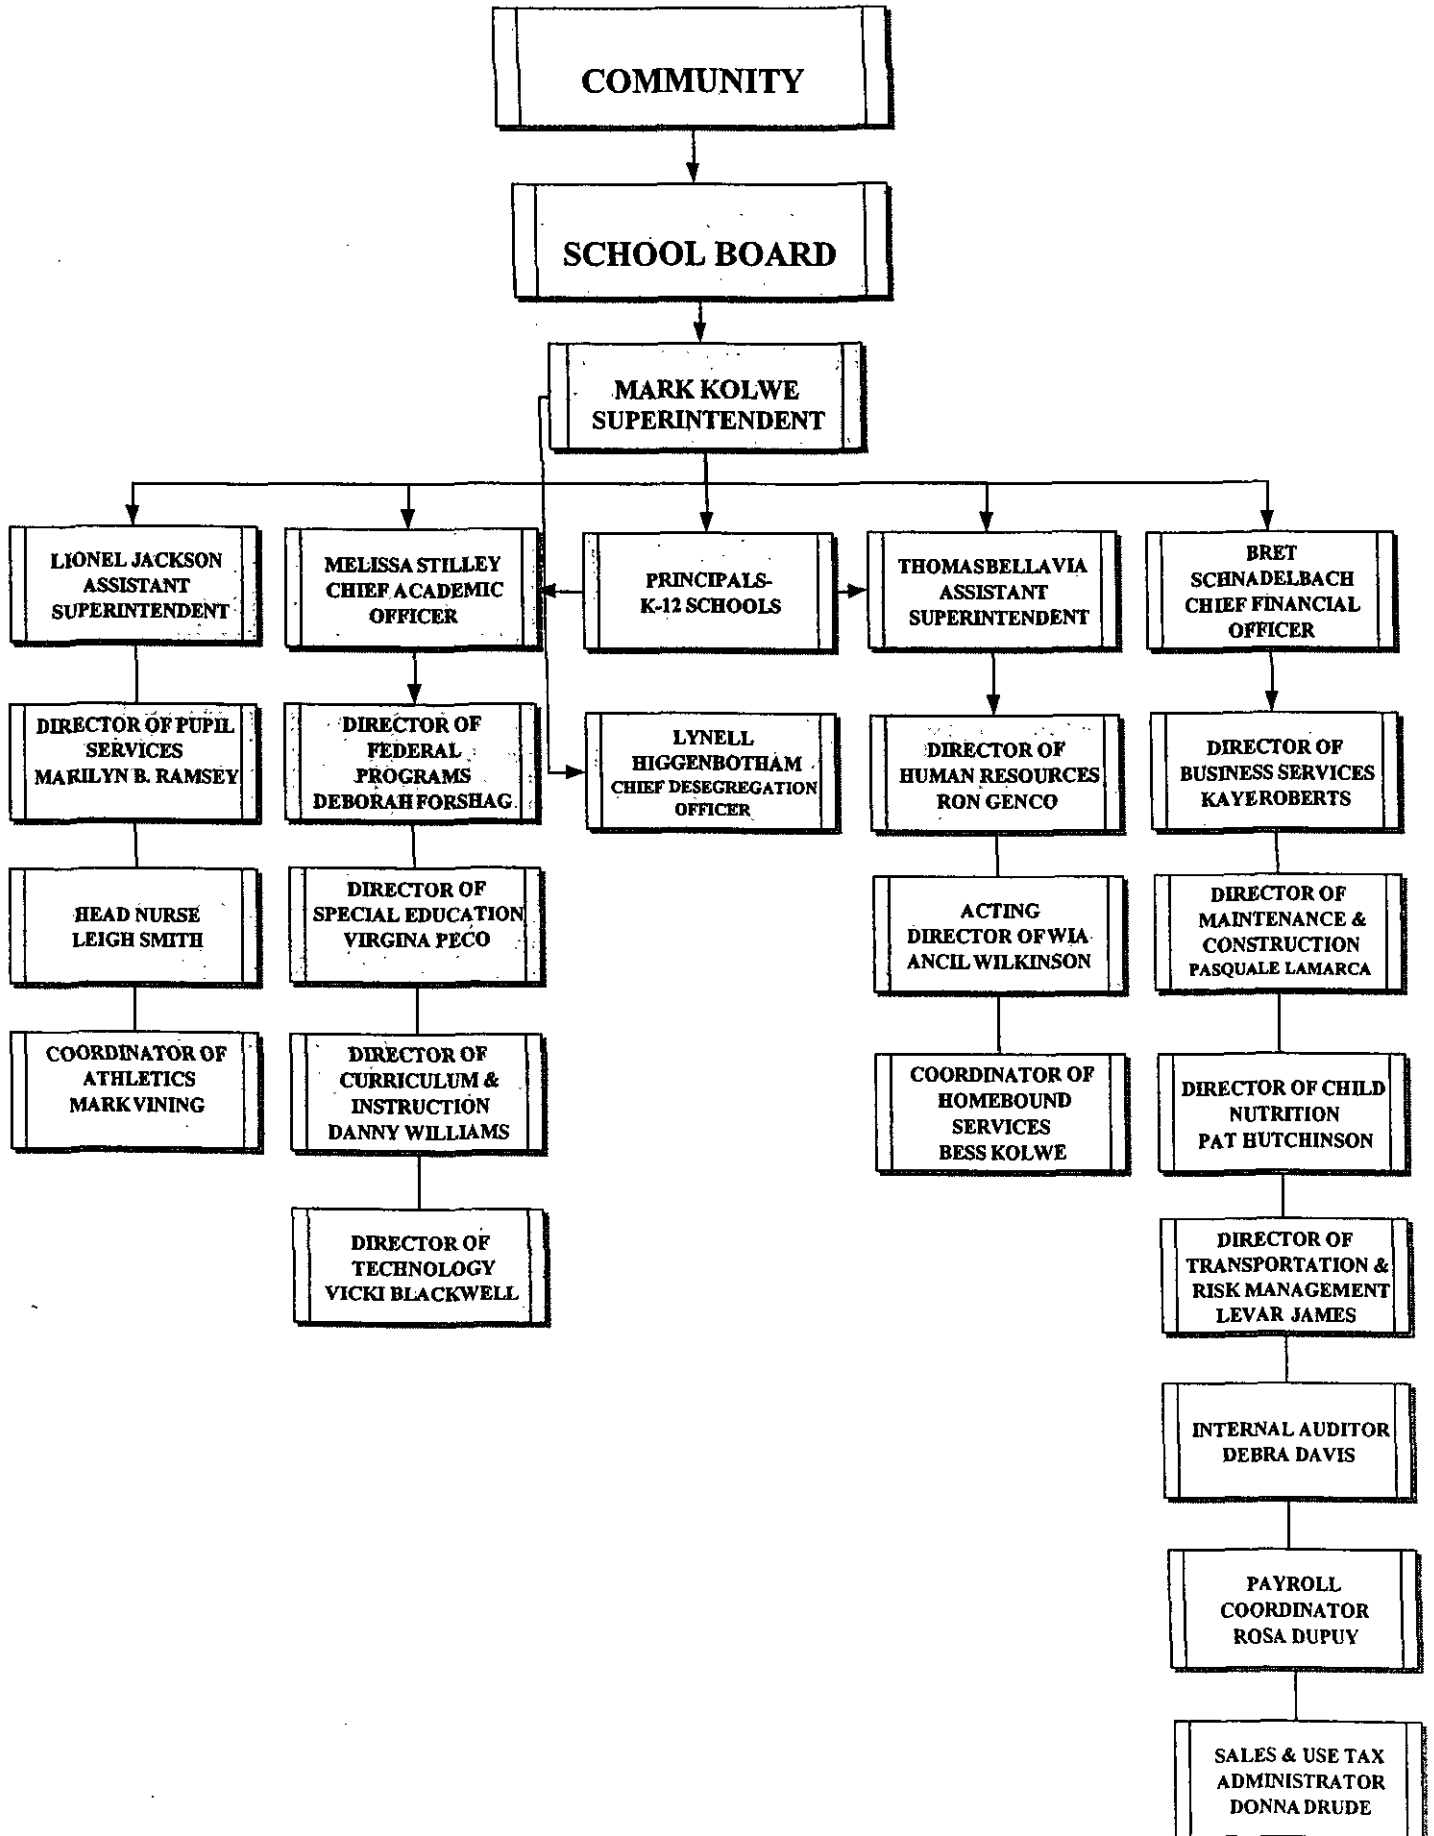 COMMUNITY
SCHOOL BOARD
MARK KOLWE
SUPERINTENDENT
LIONEL JACKSON
ASSISTANT
SUPERINTENDENT
MELISSA STILLEY
CHIEF ACADEMIC
OFFICER
PRINCIPALS-
K-12 SCHOOLS
THOMAS BELLAVIA
ASSISTANT
SUPERINTENDENT
BRET
SCHNADELBACH
CHIEF FINANCIAL
OFFICER
DIRECTOR OF PUPIL
SERVICES
MARILYN B. RAMSEY
DIRECTOR OF
FEDERAL
PROGRAMS
DEBORAH FORSHAG
LYNELL
HIGGENBOTHAM
CHIEF DESEGREGATION
OFFICER
DIRECTOR OF
HUMAN RESOURCES
RON GENCO
DIRECTOR OF
BUSINESS SERVICES
KAYE ROBERTS
HEAD NURSE
LEIGH SMITH
DIRECTOR OF
SPECIAL EDUCATION
VIRGINA PECO
ACTING
DIRECTOR OF WIA
ANCIL WILKINSON
DIRECTOR OF
MAINTENANCE &
CONSTRUCTION
PASQUALE LAMARCA
COORDINATOR OF
ATHLETICS
MARK VINING
DIRECTOR OF
CURRICULUM &
INSTRUCTION
DANNY WILLIAMS
COORDINATOR OF
HOMEBOUND
SERVICES
BESS KOLWE
DIRECTOR OF CHILD
NUTRITION
PAT HUTCHINSON
DIRECTOR OF
TECHNOLOGY
VICKI BLACKWELL
DIRECTOR OF
TRANSPORTATION &
RISK MANAGEMENT
LEVAR JAMES
INTERNAL AUDITOR
DEBRA DAVIS
PAYROLL
COORDINATOR
ROSA DUPUY
SALES & USE TAX
ADMINISTRATOR
DONNA DRUDE